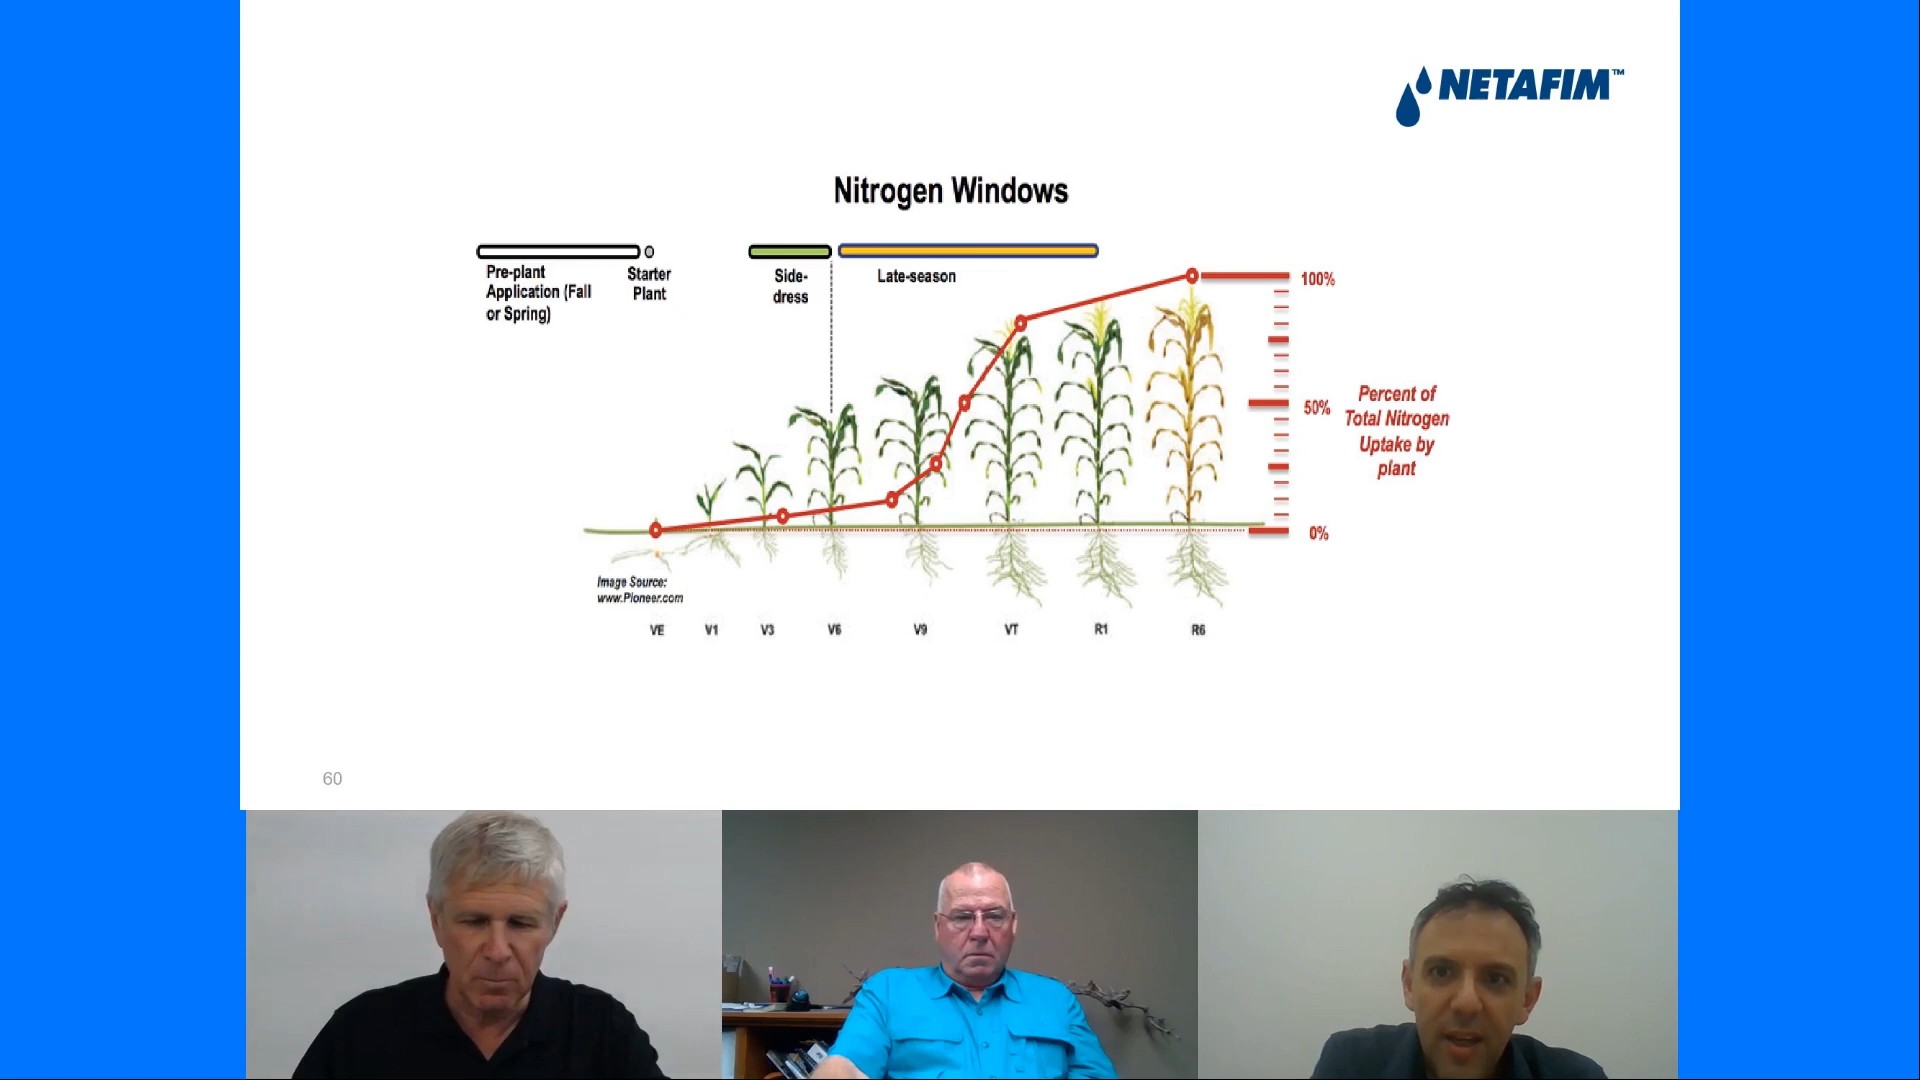 NETAFIM™
Nitrogen Windows
Pre-plant
Application (Fall
or Spring)
Starter
Plant
Side-
dress
Late-season
100%
50%
0%
Percent of
Total Nitrogen
Uptake by
plant
Image Source:
www.Pioneer.com
VE V1 V3 V6 V9 VT R1 R6
60